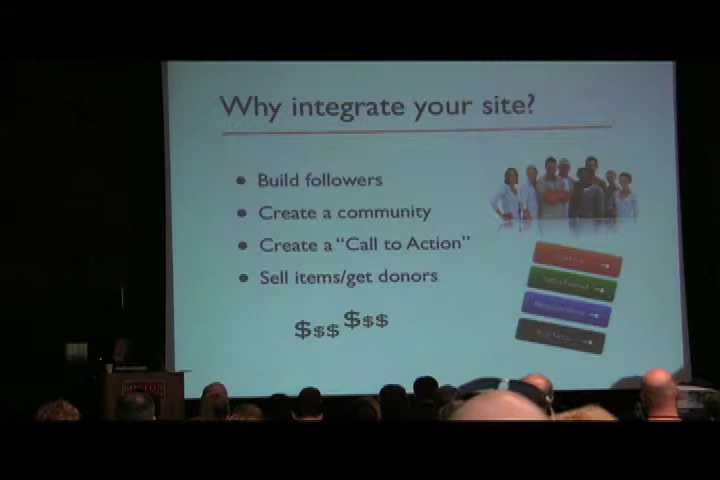 Why integrate your site?
Build followers
Create a community
Create a “Call to Action”
Sell items/get donors
$$$ $$$